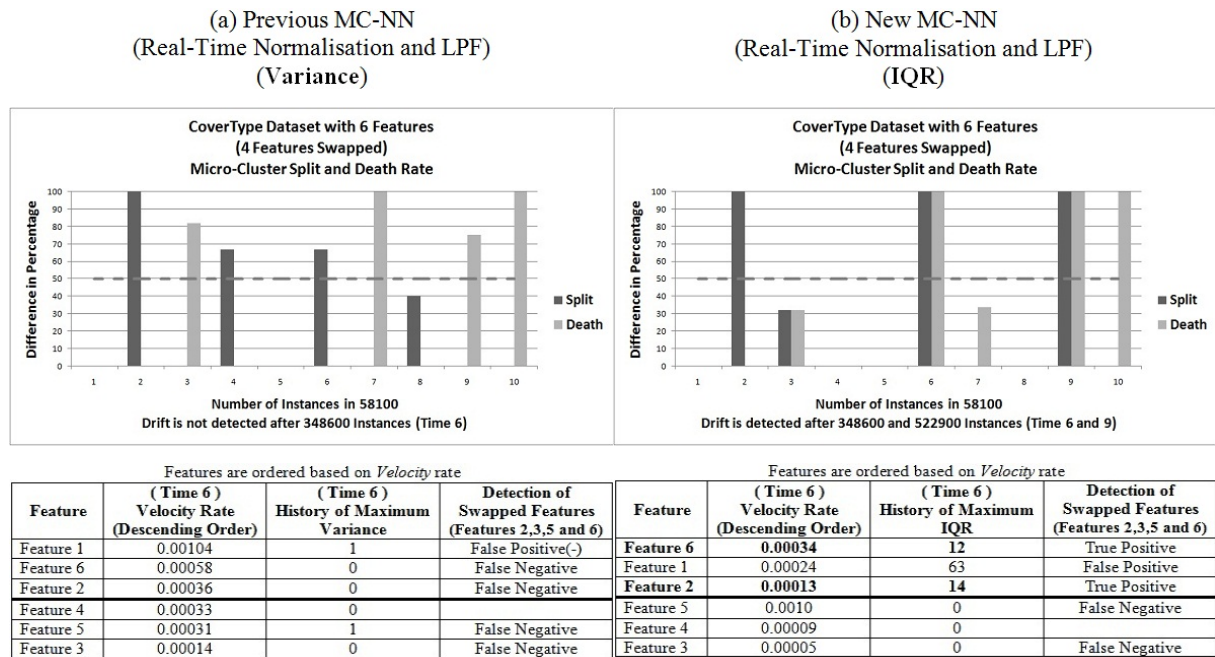 (a) Previous MC-NN
(Real-Time Normalisation and LPF)
(Variance)
CoverType Dataset with 6 Features
(4 Features Swapped)
Micro-Cluster Split and Death Rate
Difference in Percentage
100
90
80
70
60
50
40
30
20
10
0
1 2 3 4 5 6 7 8 9 10
Split
Death
Number of Instances in 58100
Drift is not detected after 348600 Instances (Time 6)
Features are ordered based on Velocity rate
Feature ( Time 6 ) Velocity Rate (Descending Order) ( Time 6 ) History of Maximum Variance Detection of Swapped Features (Features 2,3,5 and 6)
Feature 1 0.00104 1 False Positive(-)
Feature 6 0.00058 0 False Negative
Feature 2 0.00036 0 False Negative
Feature 4 0.00033 0
Feature 5 0.00031 1 False Negative
Feature 3 0.00014 0 False Negative
(b) New MC-NN
(Real-Time Normalisation and LPF)
(IQR)
CoverType Dataset with 6 Features
(4 Features Swapped)
Micro-Cluster Split and Death Rate
Difference in Percentage
100
90
80
70
60
50
40
30
20
10
0
1 2 3 4 5 6 7 8 9 10
Split
Death
Number of Instances in 58100
Drift is detected after 348600 and 522900 Instances (Time 6 and 9)
Features are ordered based on Velocity rate
Feature ( Time 6 ) Velocity Rate (Descending Order) ( Time 6 ) History of Maximum IQR Detection of Swapped Features (Features 2,3,5 and 6)
Feature 6 0.00034 12 True Positive
Feature 1 0.00024 63 False Positive
Feature 2 0.00013 14 True Positive
Feature 5 0.0010 0 False Negative
Feature 4 0.00009 0
Feature 3 0.00005 0 False Negative